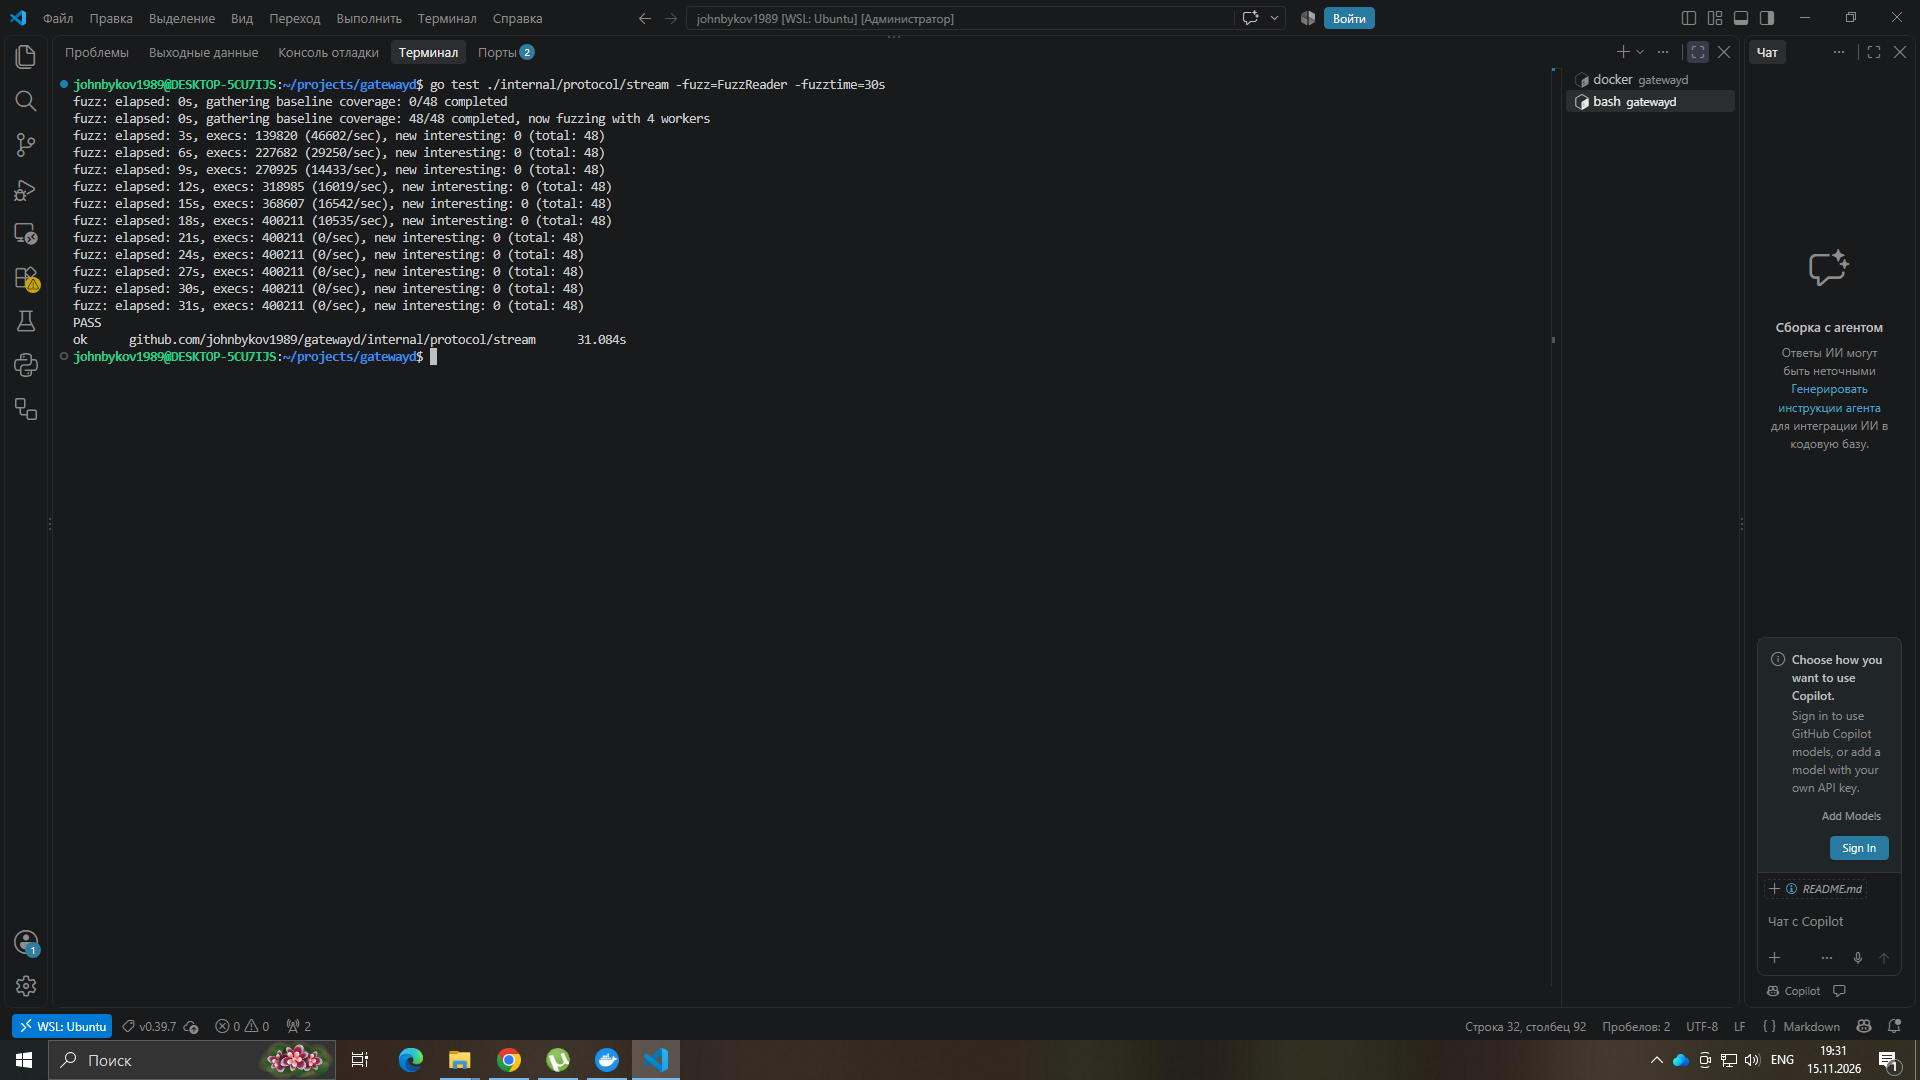 Файл Правка Выделение Вид Переход Выполнить Терминал Справка
johnbykov1989 [WSL: Ubuntu] [Администратор]
Войти
Проблемы Выходные данные Консоль отладки Терминал Порты 2
Чат
johnbykov1989@DESKTOP-5CU7IJS:~/projects/gatewayd$ go test ./internal/protocol/stream -fuzz=FuzzReader -fuzztime=30s
fuzz: elapsed: 0s, gathering baseline coverage: 0/48 completed
fuzz: elapsed: 0s, gathering baseline coverage: 48/48 completed, now fuzzing with 4 workers
fuzz: elapsed: 3s, execs: 139820 (46602/sec), new interesting: 0 (total: 48)
fuzz: elapsed: 6s, execs: 227682 (29250/sec), new interesting: 0 (total: 48)
fuzz: elapsed: 9s, execs: 270925 (14433/sec), new interesting: 0 (total: 48)
fuzz: elapsed: 12s, execs: 318985 (16019/sec), new interesting: 0 (total: 48)
fuzz: elapsed: 15s, execs: 368607 (16542/sec), new interesting: 0 (total: 48)
fuzz: elapsed: 18s, execs: 400211 (10535/sec), new interesting: 0 (total: 48)
fuzz: elapsed: 21s, execs: 400211 (0/sec), new interesting: 0 (total: 48)
fuzz: elapsed: 24s, execs: 400211 (0/sec), new interesting: 0 (total: 48)
fuzz: elapsed: 27s, execs: 400211 (0/sec), new interesting: 0 (total: 48)
fuzz: elapsed: 30s, execs: 400211 (0/sec), new interesting: 0 (total: 48)
fuzz: elapsed: 31s, execs: 400211 (0/sec), new interesting: 0 (total: 48)
PASS
ok github.com/johnbykov1989/gatewayd/internal/protocol/stream 31.084s
johnbykov1989@DESKTOP-5CU7IJS:~/projects/gatewayd$
docker gatewayd
bash gatewayd
Сборка с агентом
Ответы ИИ могут
быть неточными
Генерировать
инструкции агента
для интеграции ИИ в
кодовую базу.
Choose how you
want to use
Copilot.
Sign in to use
GitHub Copilot
models, or add a
model with your
own API key.
Add Models
Sign In
README.md
Чат с Copilot
Copilot
1
WSL: Ubuntu v0.39.7 0 0 2
Строка 32, столбец 92 Пробелов: 2 UTF-8 LF { } Markdown
Поиск
ENG
19:31
15.11.2026
1